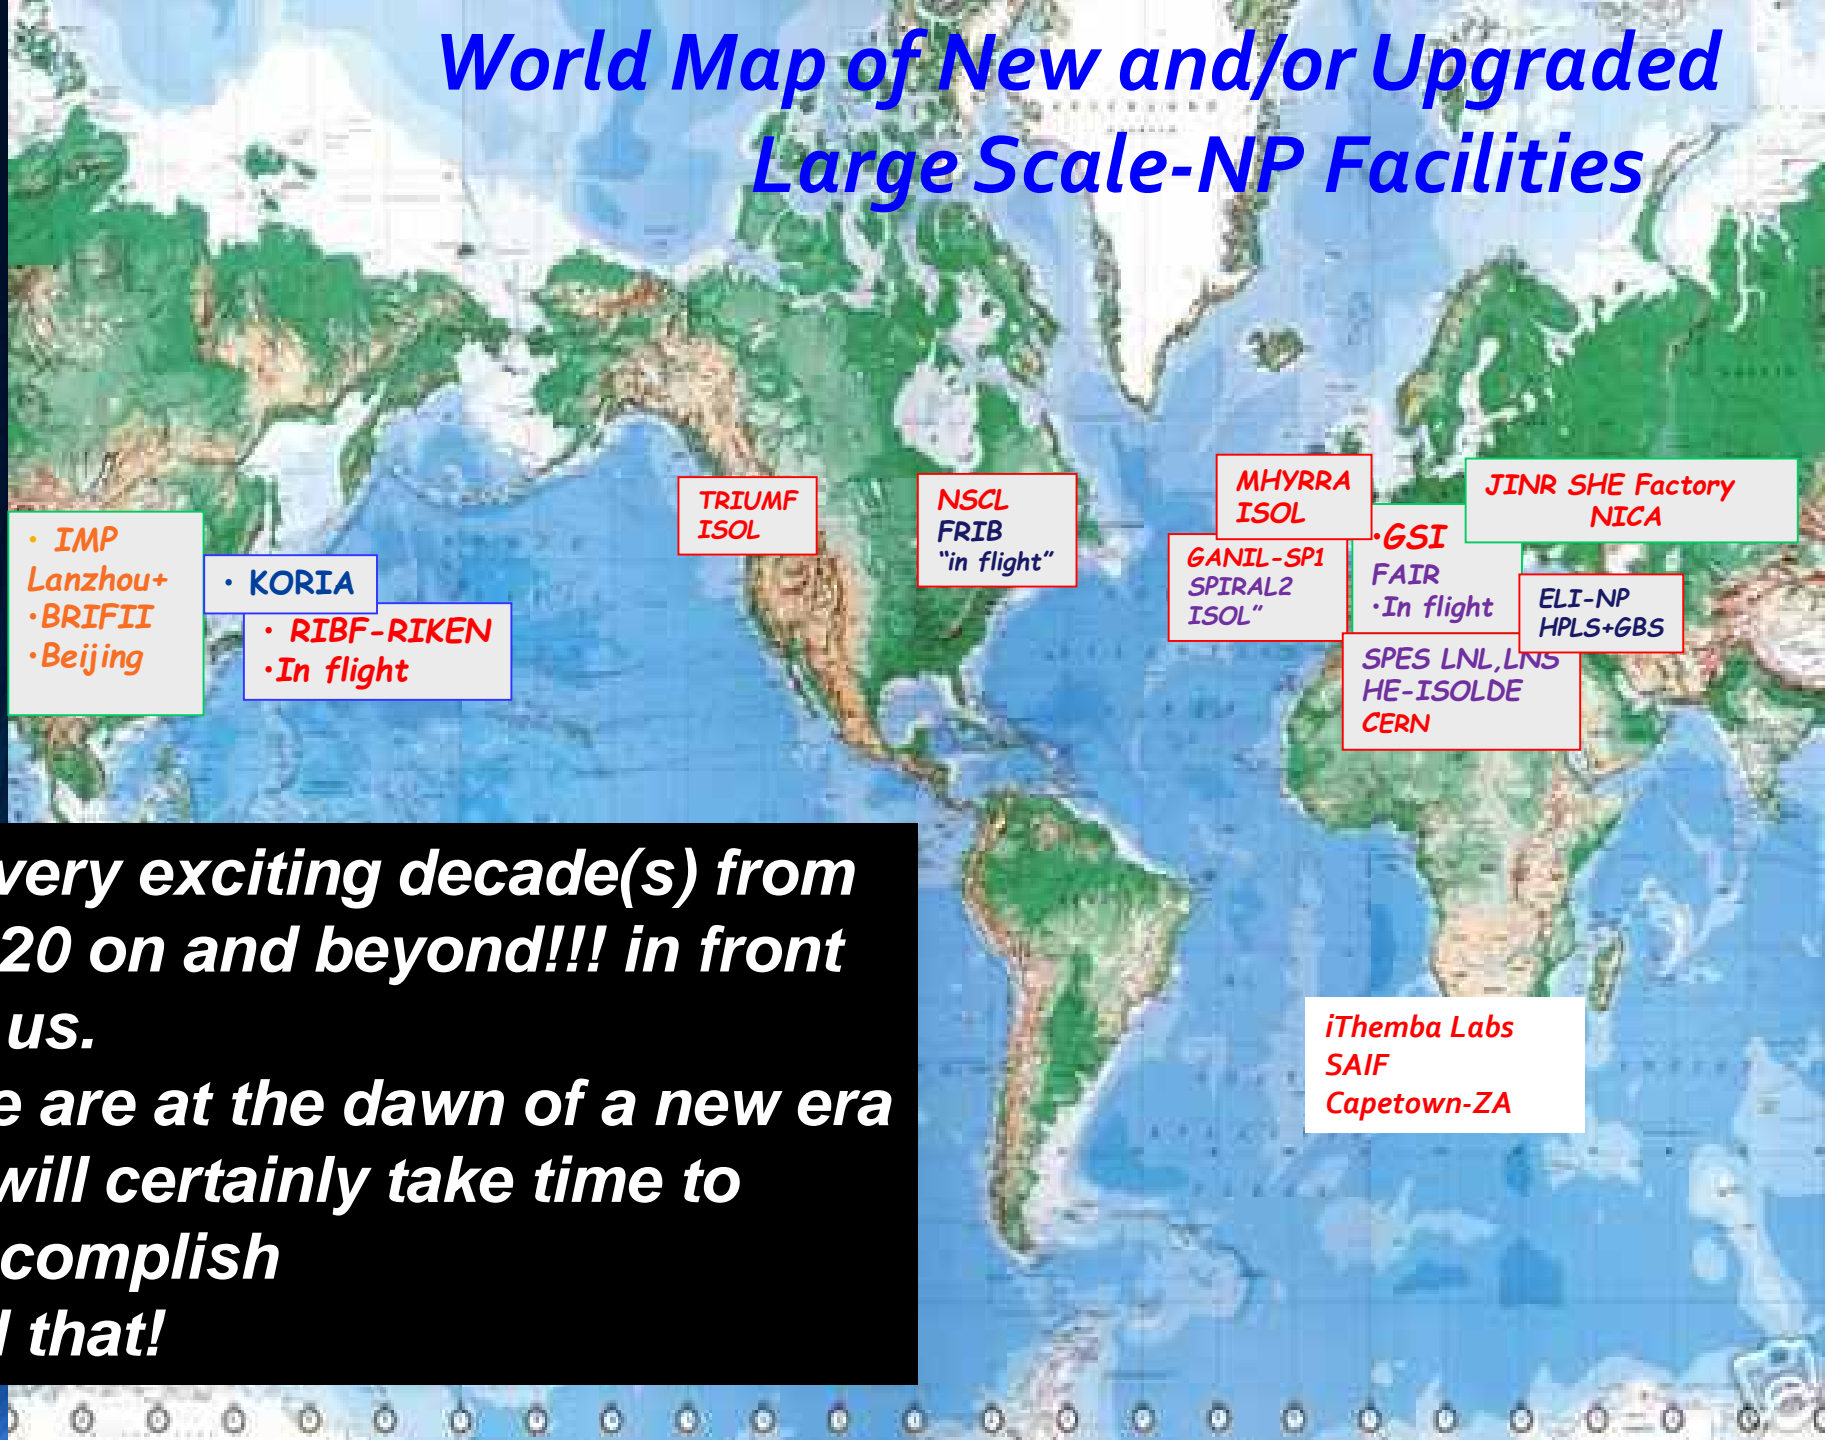 World Map of New and/or Upgraded
Large Scale-NP Facilities
MHYRRA
ISOL
JINR SHE Factory
NICA
TRIUMF
ISOL
NSCL
FRIB
“in flight”
• IMP
Lanzhou+
•BRIFII
•Beijing
• KORIA
• RIBF-RIKEN
•In flight
GANIL-SP1
SPIRAL2
ISOL”
•GSI
FAIR
•In flight
ELI-NP
HPLS+GBS
SPES LNL,LNS
HE-ISOLDE
CERN
very exciting decade(s) from
20 on and beyond!!! in front
us.
e are at the dawn of a new era
will certainly take time to
complish
l that!
iThemba Labs
SAIF
Capetown-ZA